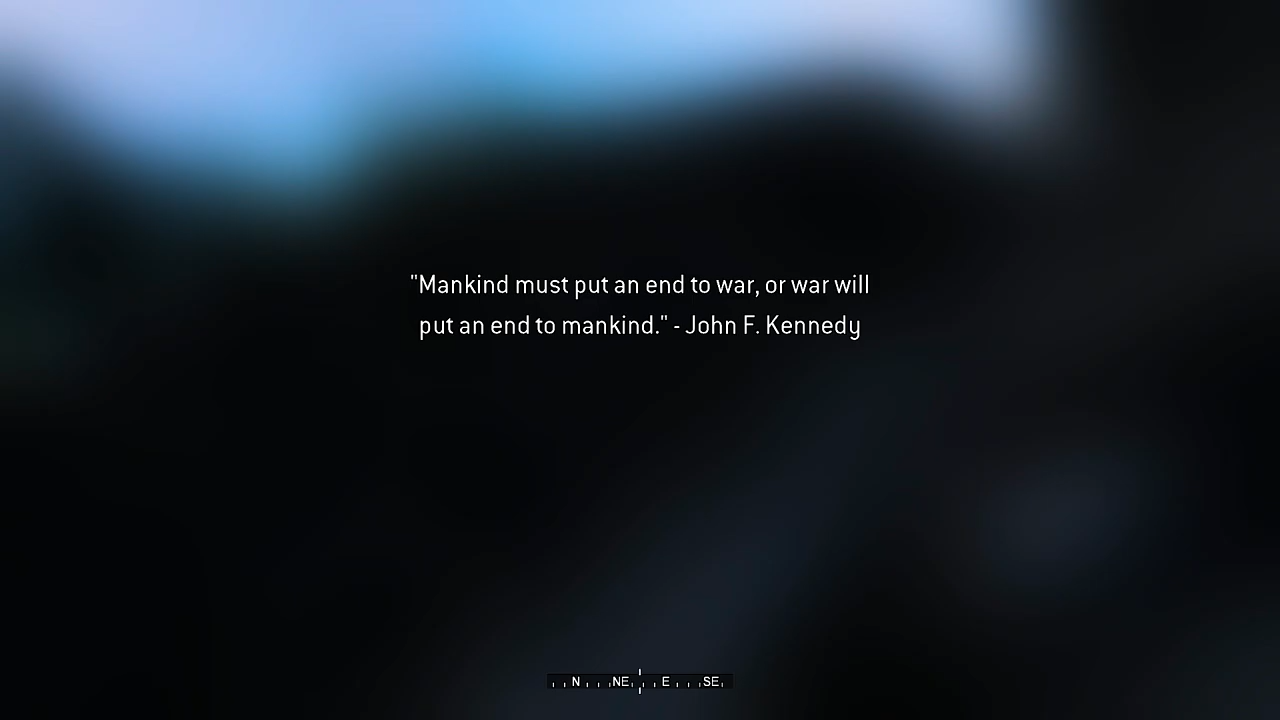 "Mankind must put an end to war, or war will
put an end to mankind." - John F. Kennedy
N NE E SE